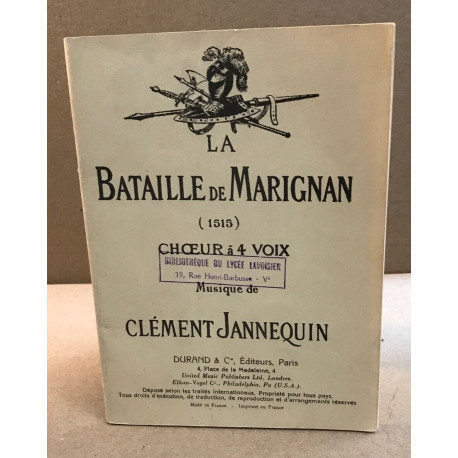 LA
BATAILLE DE MARIGNAN
(1515)
CHŒUR à 4 VOIX
BIBLIOTHÈQUE DU LYCÉE LAVOISIER
19, Rue Henri-Barbusse - Vᵉ
Musique de
CLÉMENT JANNEQUIN
DURAND & Cie, Éditeurs, Paris
4, Place de la Madeleine, 4
United Music Publishers Ltd. Londres.
Elkan-Vogel Co., Philadelphia, Pa (U.S.A.)
Déposé selon les traités internationaux. Propriété pour tous pays.
Tous droits d'exécution, de traduction, de reproduction et d'arrangements réservés
Made in France - Imprimé en France